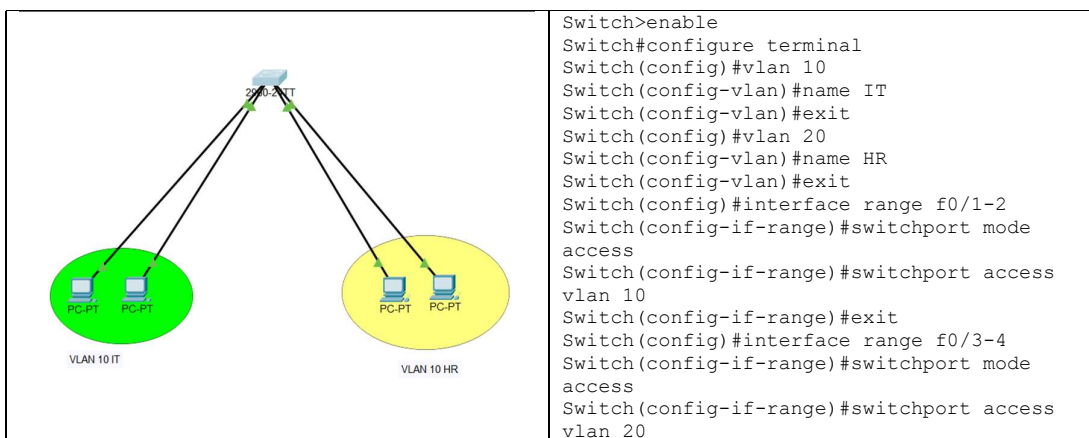 2960-24TT
PC-PT
PC-PT
PC-PT
PC-PT
VLAN 10 IT
VLAN 10 HR
Switch>enable
Switch#configure terminal
Switch(config)#vlan 10
Switch(config-vlan)#name IT
Switch(config-vlan)#exit
Switch(config)#vlan 20
Switch(config-vlan)#name HR
Switch(config-vlan)#exit
Switch(config)#interface range f0/1-2
Switch(config-if-range)#switchport mode
access
Switch(config-if-range)#switchport access
vlan 10
Switch(config-if-range)#exit
Switch(config)#interface range f0/3-4
Switch(config-if-range)#switchport mode
access
Switch(config-if-range)#switchport access
vlan 20